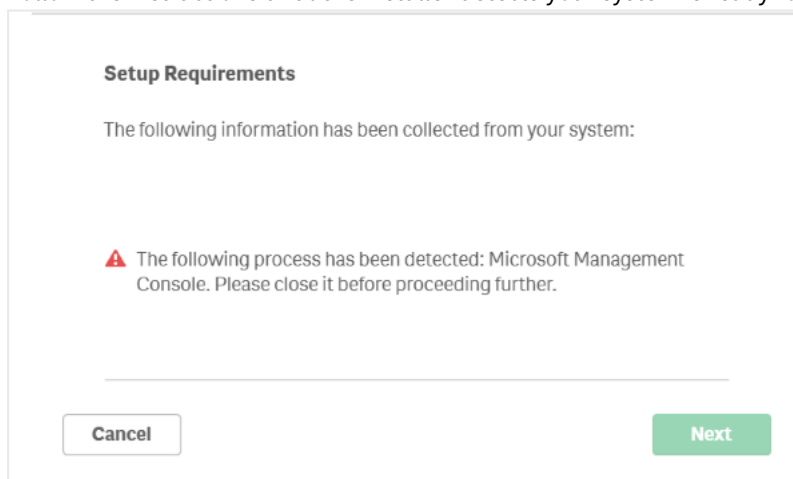 Setup Requirements
The following information has been collected from your system:
The following process has been detected: Microsoft Management
Console. Please close it before proceeding further.
Cancel
Next